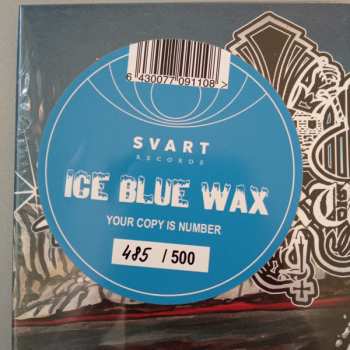 6 430077 091108 >
SVART
RECORDS
ICE BLUE WAX
YOUR COPY IS NUMBER
485 / 500